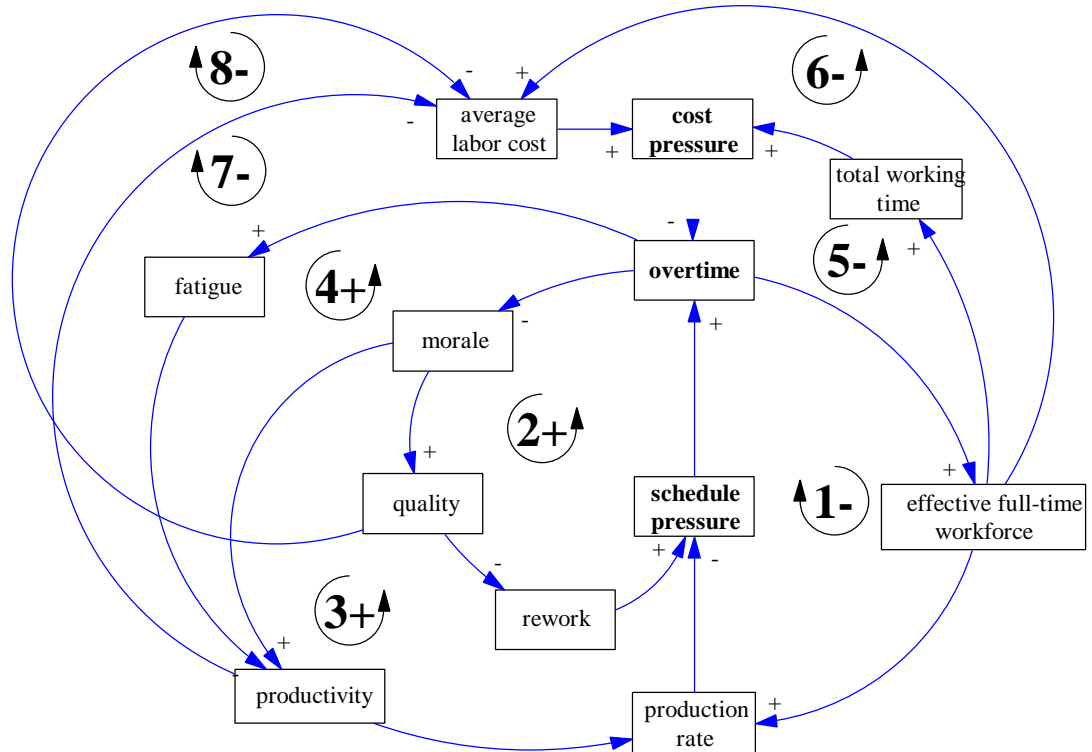 8-
-
+
6-
average
labor cost
cost
pressure
-
+
+
7-
total working
time
+
-
overtime
5-
+
fatigue
4+
-
morale
+
2+
+
+
quality
schedule
pressure
1-
effective full-time
workforce
-
+
-
rework
3+
+
-
productivity
production
rate
+
+